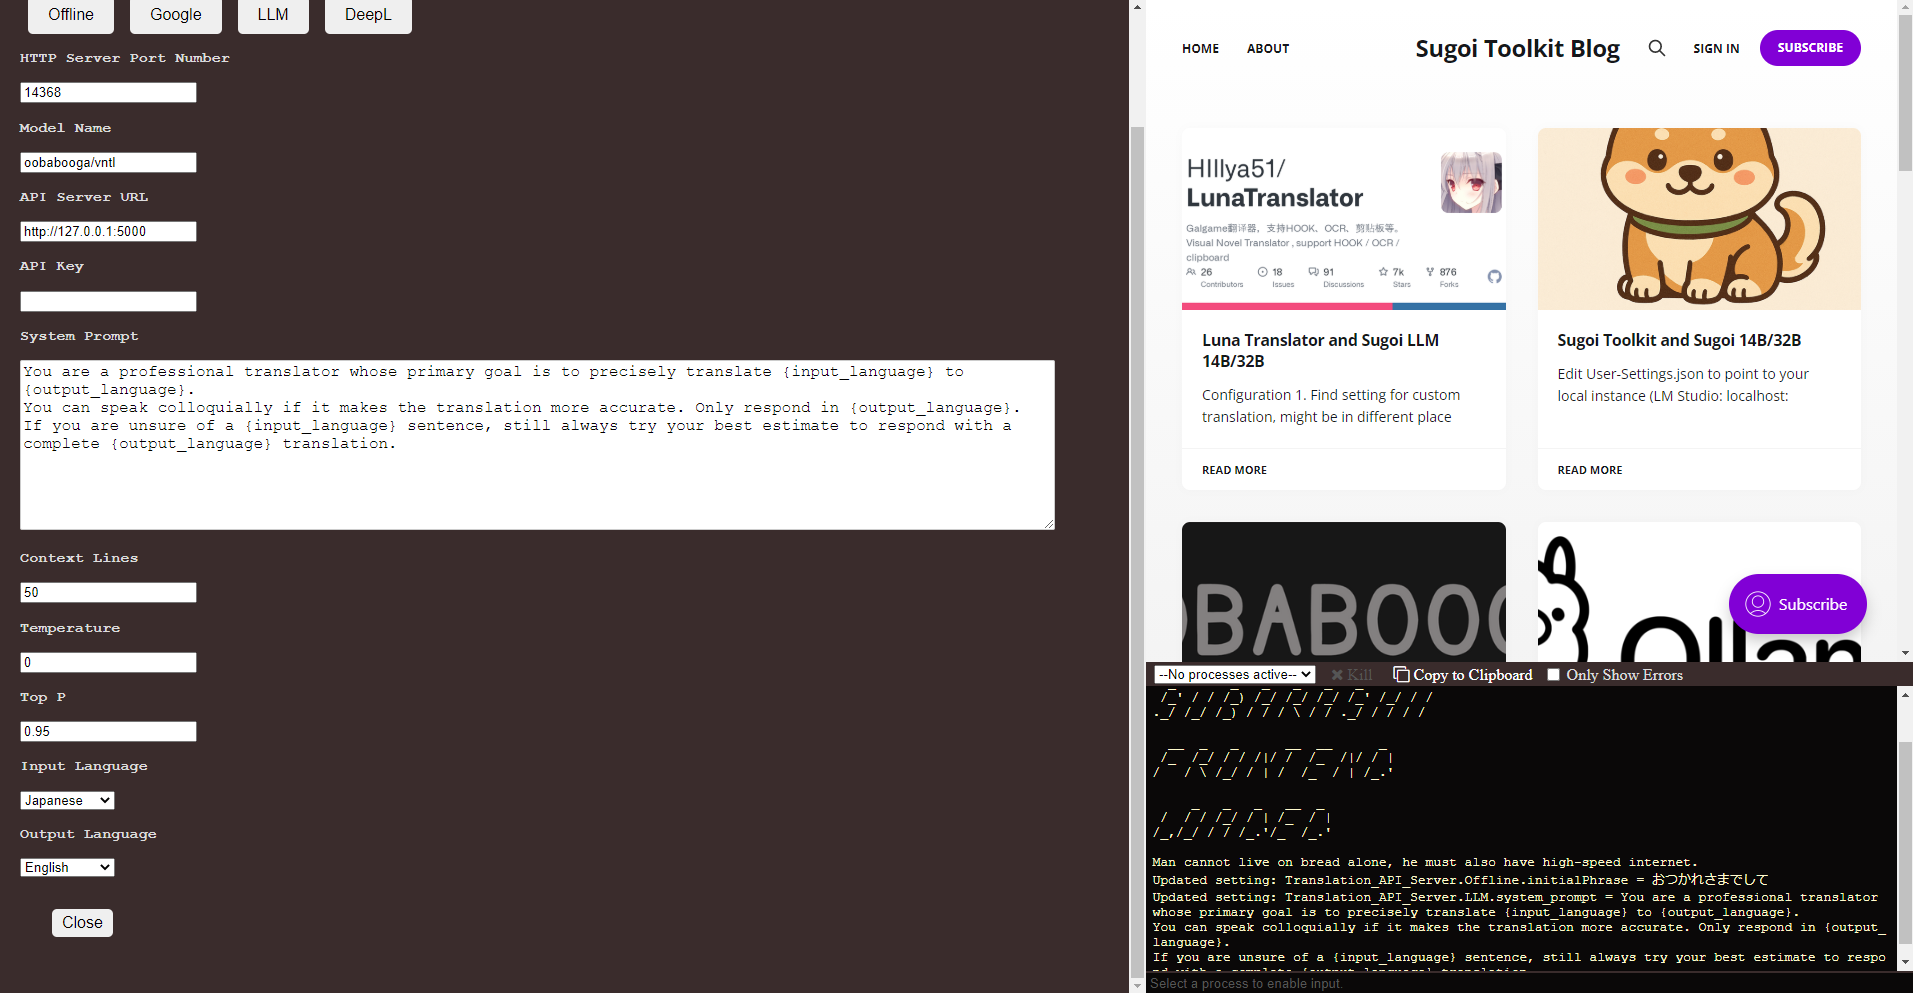 Offline
Google
LLM
DeepL
HTTP Server Port Number
14368
Model Name
oobabooga/vntl
API Server URL
http://127.0.0.1:5000
API Key
System Prompt
You are a professional translator whose primary goal is to precisely translate {input_language} to
{output_language}.
You can speak colloquially if it makes the translation more accurate. Only respond in {output_language}.
If you are unsure of a {input_language} sentence, still always try your best estimate to respond with a
complete {output_language} translation.
Context Lines
50
Temperature
0
Top P
0.95
Input Language
Japanese
Output Language
English
Close
HOME
ABOUT
Sugoi Toolkit Blog
SIGN IN
SUBSCRIBE
HIllya51/
LunaTranslator
Galgame翻译器，支持HOOK、OCR、剪贴板等。
Visual Novel Translator , support HOOK / OCR /
clipboard
26
Contributors
18
Issues
91
Discussions
7k
Stars
876
Forks
Luna Translator and Sugoi LLM
14B/32B
Configuration 1. Find setting for custom
translation, might be in different place
READ MORE
Sugoi Toolkit and Sugoi 14B/32B
Edit User-Settings.json to point to your
local instance (LM Studio: localhost:
READ MORE
OBABOOG
Ollam
Subscribe
--No processes active--
Kill
Copy to Clipboard
Only Show Errors
Man cannot live on bread alone, he must also have high-speed internet.
Updated setting: Translation_API_Server.Offline.initialPhrase = おつかれさまでして
Updated setting: Translation_API_Server.LLM.system_prompt = You are a professional translator
whose primary goal is to precisely translate {input_language} to {output_language}.
You can speak colloquially if it makes the translation more accurate. Only respond in {output_
language}.
If you are unsure of a {input_language} sentence, still always try your best estimate to respo
nd with a complete {output_language} translation.
Select a process to enable input.